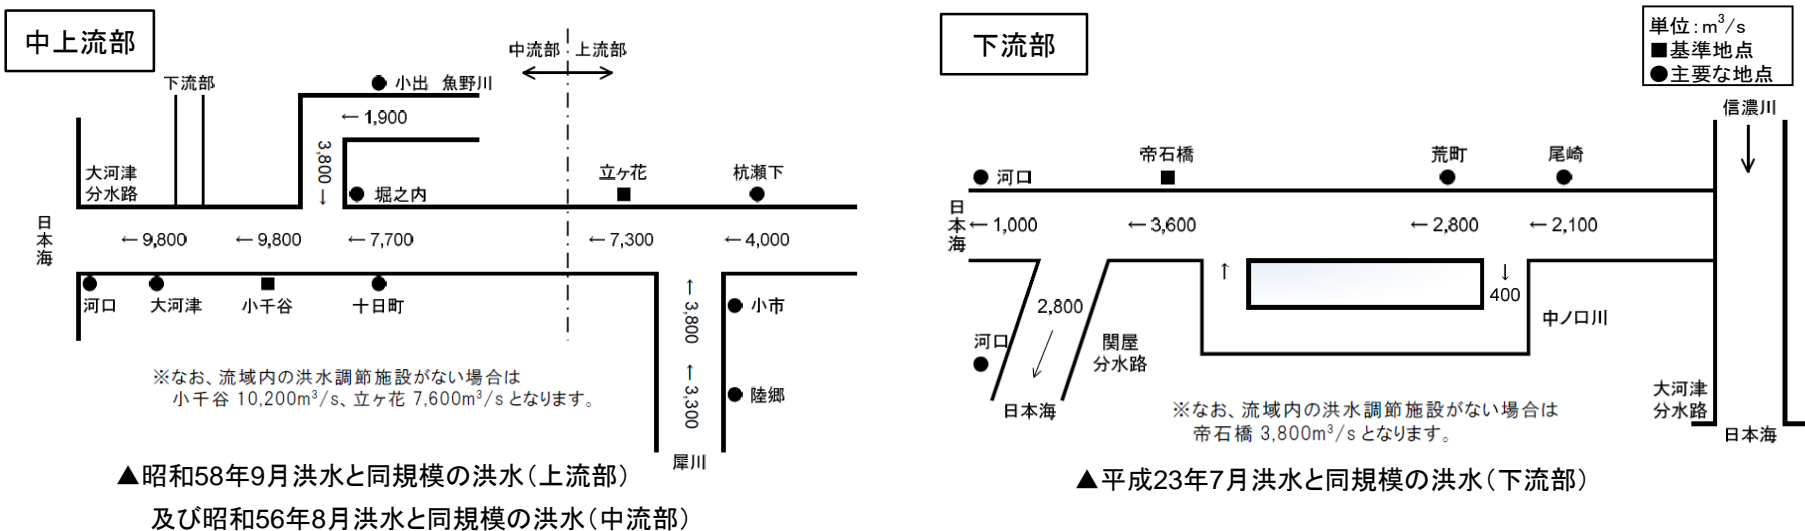 中上流部
中流部
上流部
下流部
小出 魚野川
←1,900
3,800→
大河津
分水路
堀之内
立ヶ花
杭瀬下
日本海
←9,800
←9,800
←7,700
←7,300
←4,000
河口
大河津
小千谷
十日町
←3,800
小市
←3,300
陸郷
犀川
※なお、流域内の洪水調節施設がない場合は
小千谷 10,200m³/s、立ヶ花 7,600m³/sとなります。
▲昭和58年9月洪水と同規模の洪水(上流部)
及び昭和56年8月洪水と同規模の洪水(中流部)
下流部
単位:m³/s
■基準地点
●主要な地点
信濃川
河口
帝石橋
荒町
尾崎
日本海
←1,000
←3,600
←2,800
←2,100
↑
↓
400
2,800
中ノ口川
河口
関屋
分水路
日本海
大河津
分水路
日本海
※なお、流域内の洪水調節施設がない場合は
帝石橋 3,800m³/sとなります。
▲平成23年7月洪水と同規模の洪水(下流部)